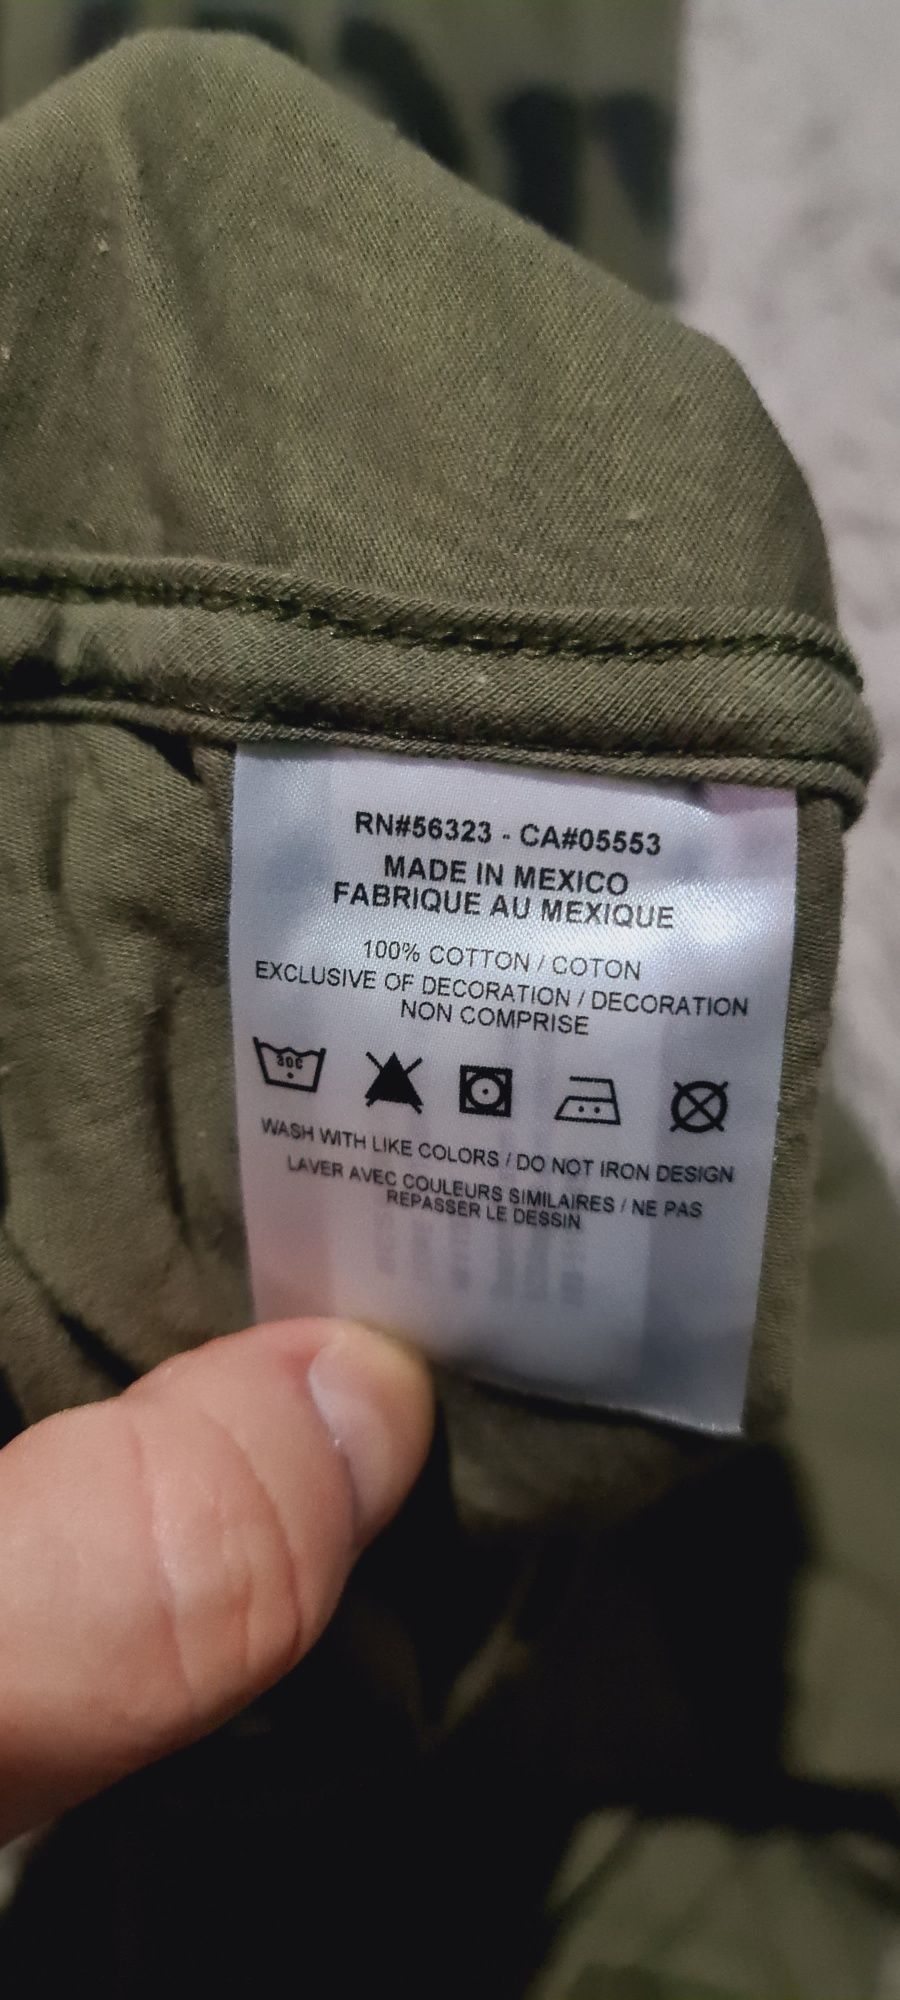 RN#56323 - CA#05553
MADE IN MEXICO
FABRIQUE AU MEXIQUE
100% COTTON / COTON
EXCLUSIVE OF DECORATION / DECORATION
NON COMPRISE
30C
WASH WITH LIKE COLORS / DO NOT IRON DESIGN
LAVER AVEC COULEURS SIMILAIRES / NE PAS
REPASSER LE DESSIN